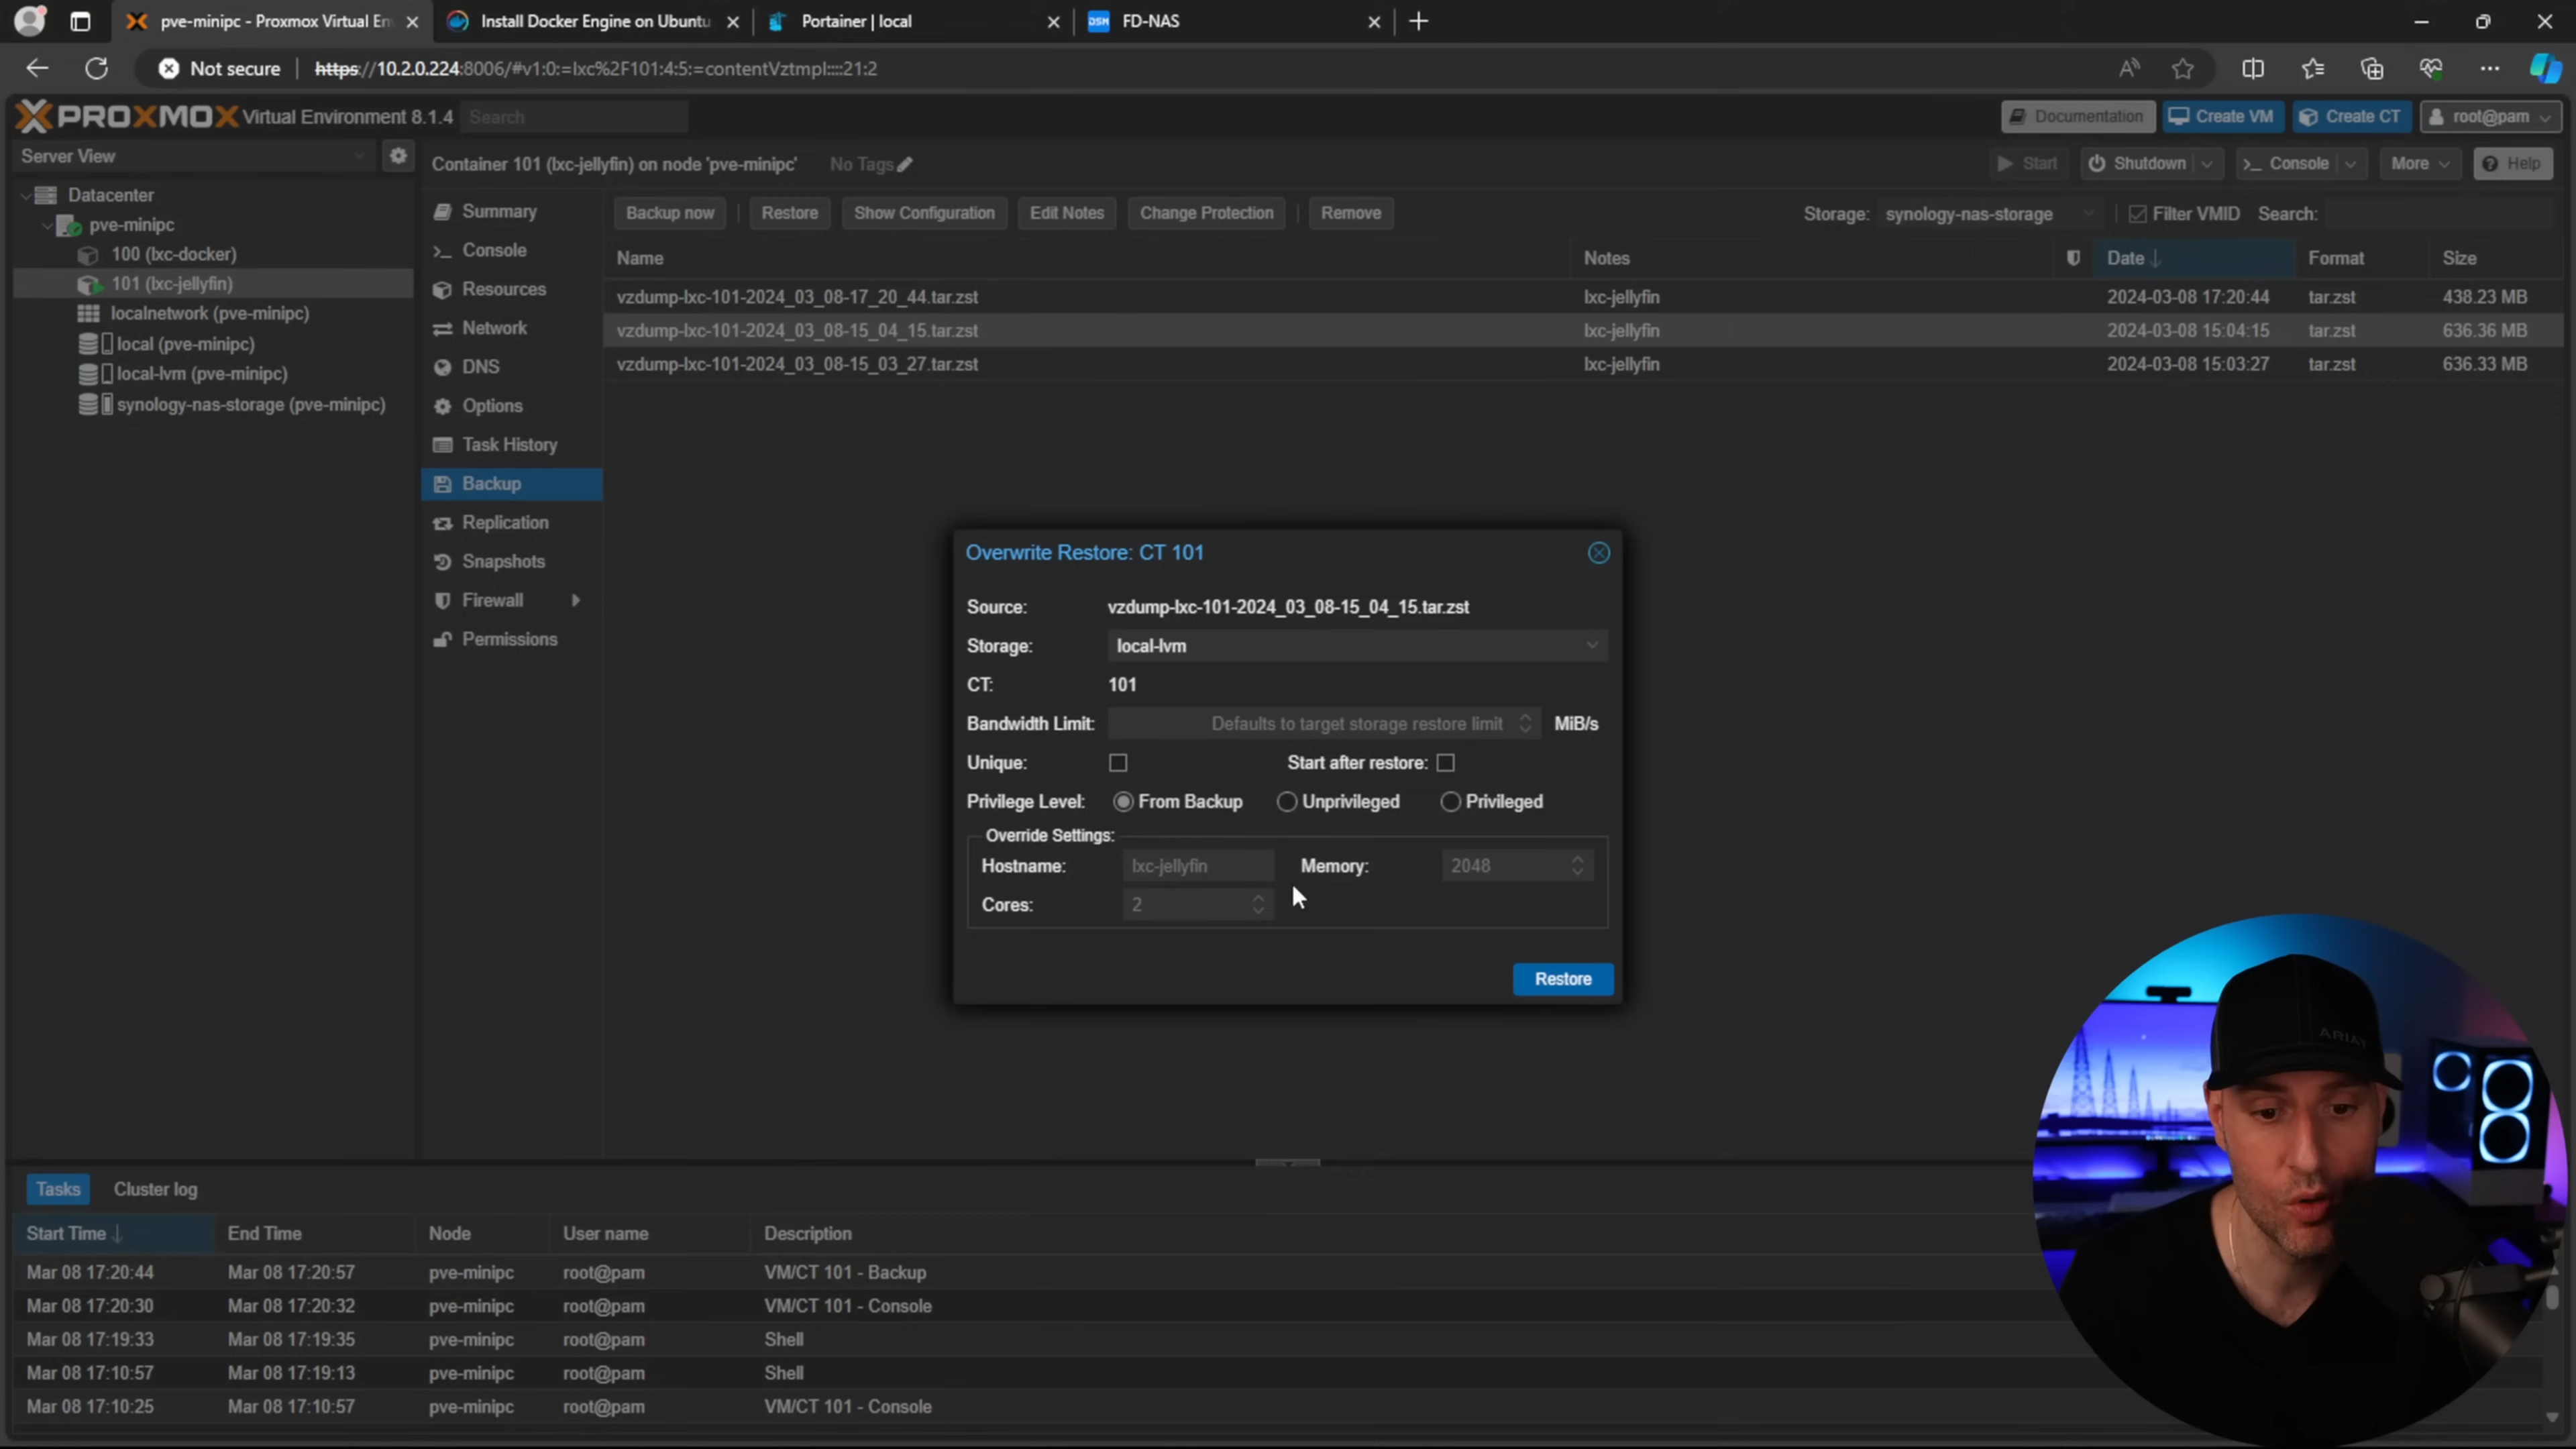 pve-minipc - Proxmox Virtual En
Install Docker Engine on Ubuntu
Portainer | local
DSM FD-NAS
Not secure https://10.2.0.224:8006/#v1:0:=lxc%2F101:4:5:=contentVztmpl::::21:2
PROXMOX Virtual Environment 8.1.4 Search
Documentation Create VM Create CT root@pam
Server View
Container 101 (lxc-jellyfin) on node 'pve-minipc' No Tags
Start Shutdown Console More Help
Datacenter
pve-minipc
100 (lxc-docker)
101 (lxc-jellyfin)
localnetwork (pve-minipc)
local (pve-minipc)
local-lvm (pve-minipc)
synology-nas-storage (pve-minipc)
Summary
Console
Resources
Network
DNS
Options
Task History
Backup
Replication
Snapshots
Firewall
Permissions
Backup now Restore Show Configuration Edit Notes Change Protection Remove Storage: synology-nas-storage Filter VMID Search:
Name Notes Date Format Size
vzdump-lxc-101-2024_03_08-17_20_44.tar.zst lxc-jellyfin 2024-03-08 17:20:44 tar.zst 438.23 MB
vzdump-lxc-101-2024_03_08-15_04_15.tar.zst lxc-jellyfin 2024-03-08 15:04:15 tar.zst 636.36 MB
vzdump-lxc-101-2024_03_08-15_03_27.tar.zst lxc-jellyfin 2024-03-08 15:03:27 tar.zst 636.33 MB
Overwrite Restore: CT 101
Source: vzdump-lxc-101-2024_03_08-15_04_15.tar.zst
Storage: local-lvm
CT: 101
Bandwidth Limit: Defaults to target storage restore limit MiB/s
Unique: Start after restore:
Privilege Level: From Backup Unprivileged Privileged
Override Settings:
Hostname: lxc-jellyfin Memory: 2048
Cores: 2
Restore
ARIAT
Tasks Cluster log
Start Time End Time Node User name Description
Mar 08 17:20:44 Mar 08 17:20:57 pve-minipc root@pam VM/CT 101 - Backup
Mar 08 17:20:30 Mar 08 17:20:32 pve-minipc root@pam VM/CT 101 - Console
Mar 08 17:19:33 Mar 08 17:19:35 pve-minipc root@pam Shell
Mar 08 17:10:57 Mar 08 17:19:13 pve-minipc root@pam Shell
Mar 08 17:10:25 Mar 08 17:10:57 pve-minipc root@pam VM/CT 101 - Console